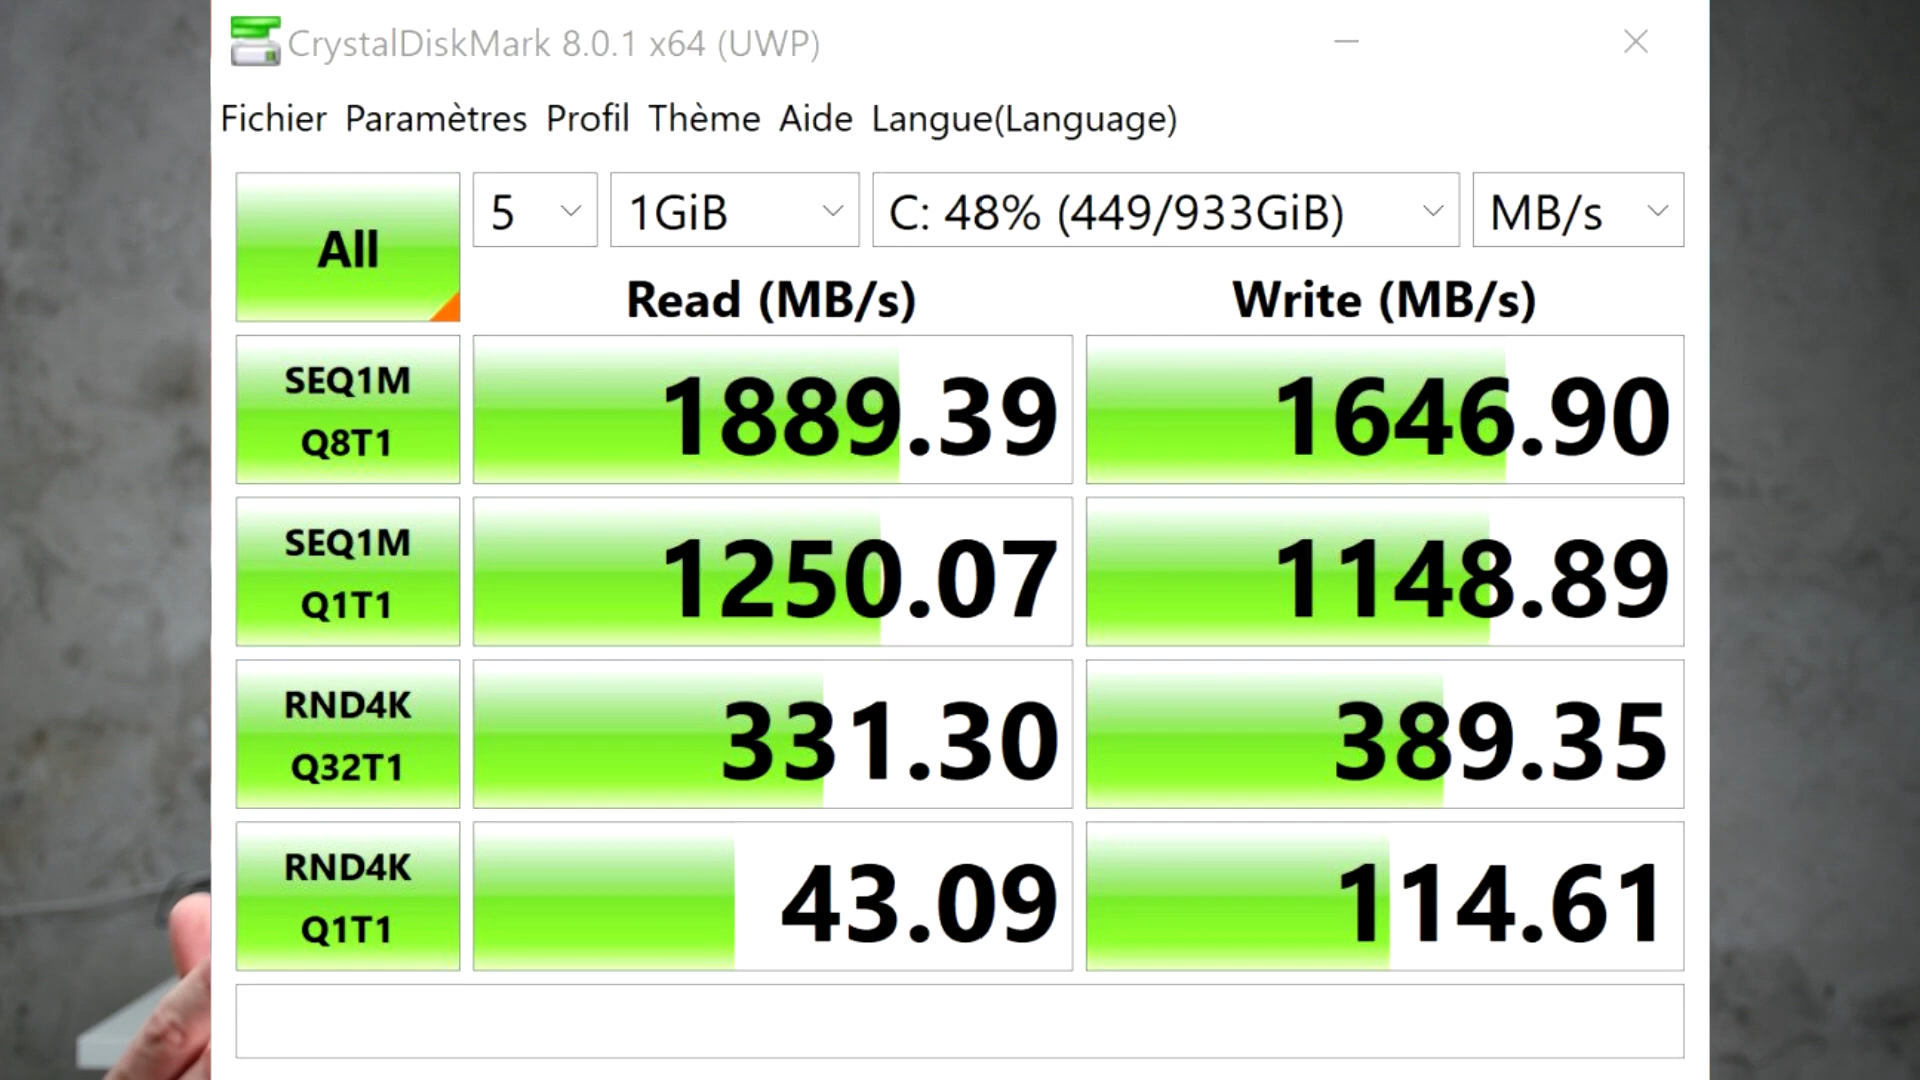 CrystalDiskMark 8.0.1 x64 (UWP)
Fichier Paramètres Profil Thème Aide Langue(Language)
All 5 1GiB C: 48% (449/933GiB) MB/s
Read (MB/s) Write (MB/s)
SEQ1M
Q8T1
1889.39 1646.90
SEQ1M
Q1T1
1250.07 1148.89
RND4K
Q32T1
331.30 389.35
RND4K
Q1T1
43.09 114.61